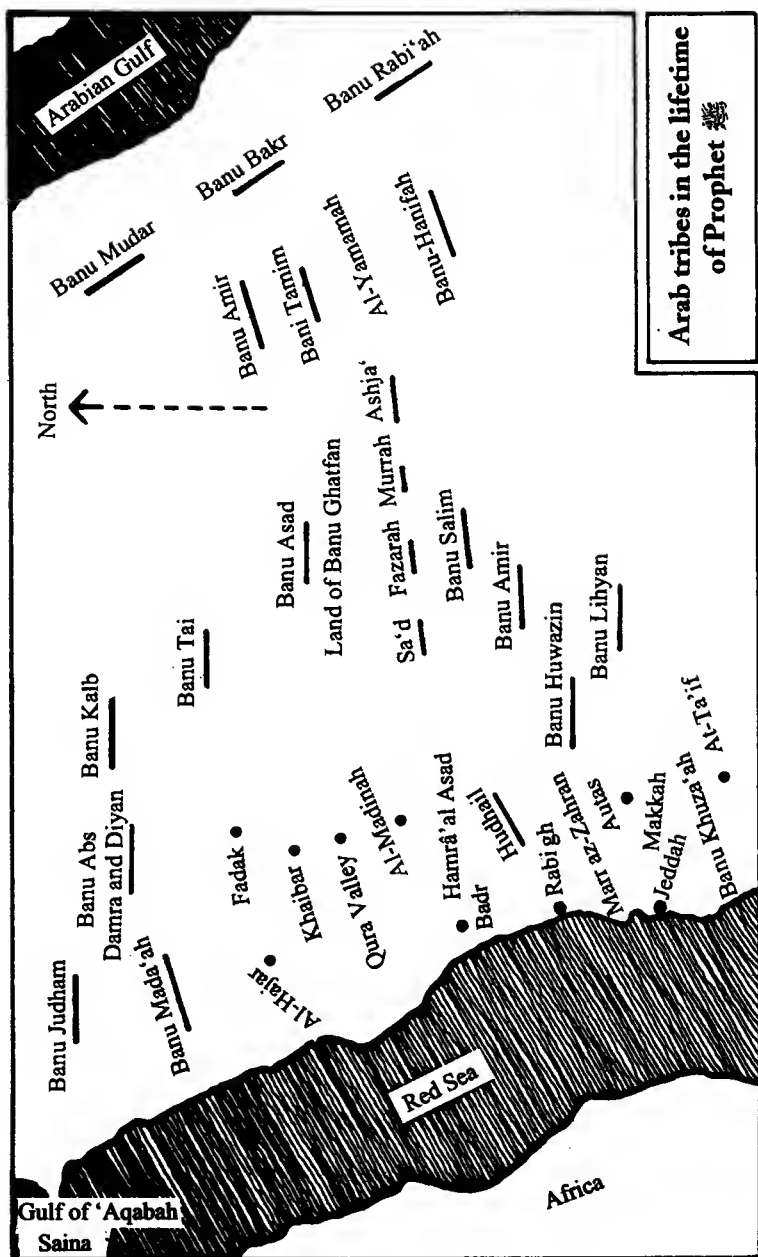 Arab tribes in the lifetime
of Prophet ﷺ
Arabian Gulf
Banu Rabi‘ah
Banu Bakr
Banu Mudar
Banu-Hanifah
Al-Yamamah
Bani Tamim
Banu Amir
North
Ashja‘
Murrah
Fazarah
Sa‘d
Banu Asad
Land of Banu Ghatfan
Banu Salim
Banu Amir
Banu Tai
Banu Lihyan
Banu Huwazin
Banu Kalb
Banu Abs
Damra and Diyan
Fadak
Khaibar
Qura Valley
Al-Madinah
Hamrâ’al Asad
Hudhail
Badr
Rabigh
Marr az-Zahran
Autas
Makkah
Jeddah
Banu Khuza‘ah
At-Ta’if
Al-Hajar
Banu Judham
Banu Mada‘ah
Red Sea
Africa
Gulf of ‘Aqabah
Saina